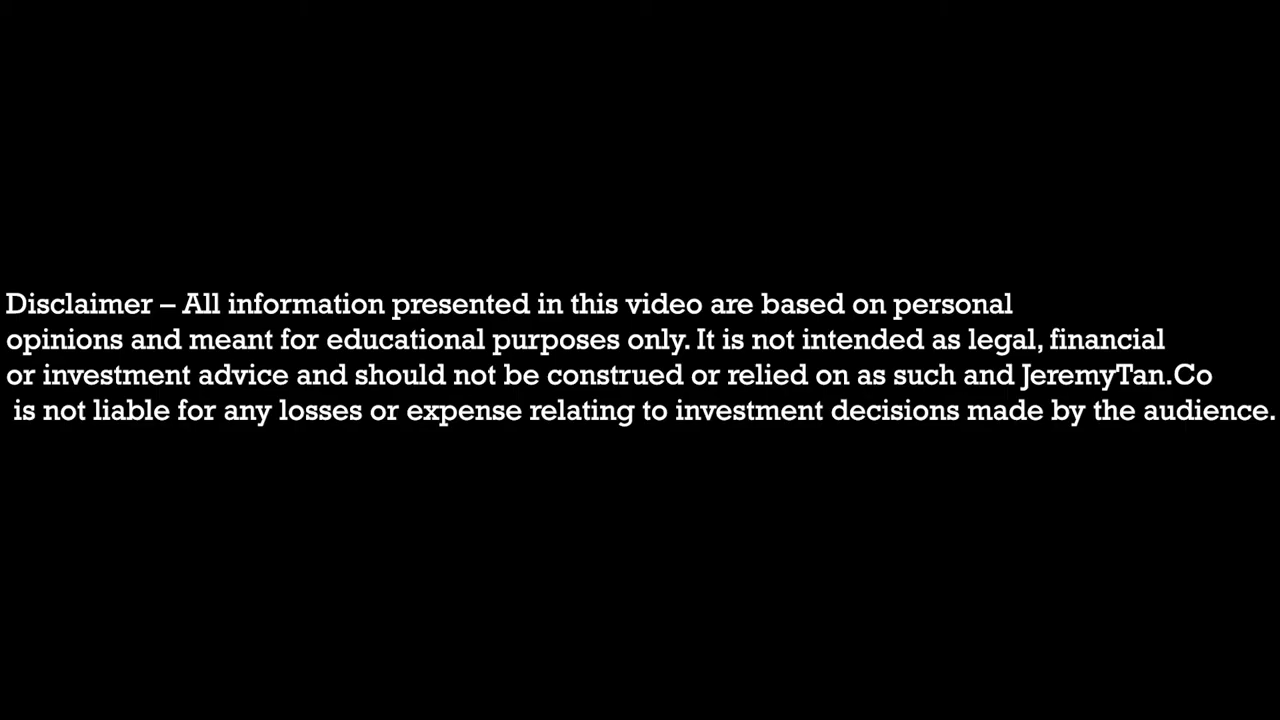 Disclaimer – All information presented in this video are based on personal
opinions and meant for educational purposes only. It is not intended as legal, financial
or investment advice and should not be construed or relied on as such and JeremyTan.Co
is not liable for any losses or expense relating to investment decisions made by the audience.